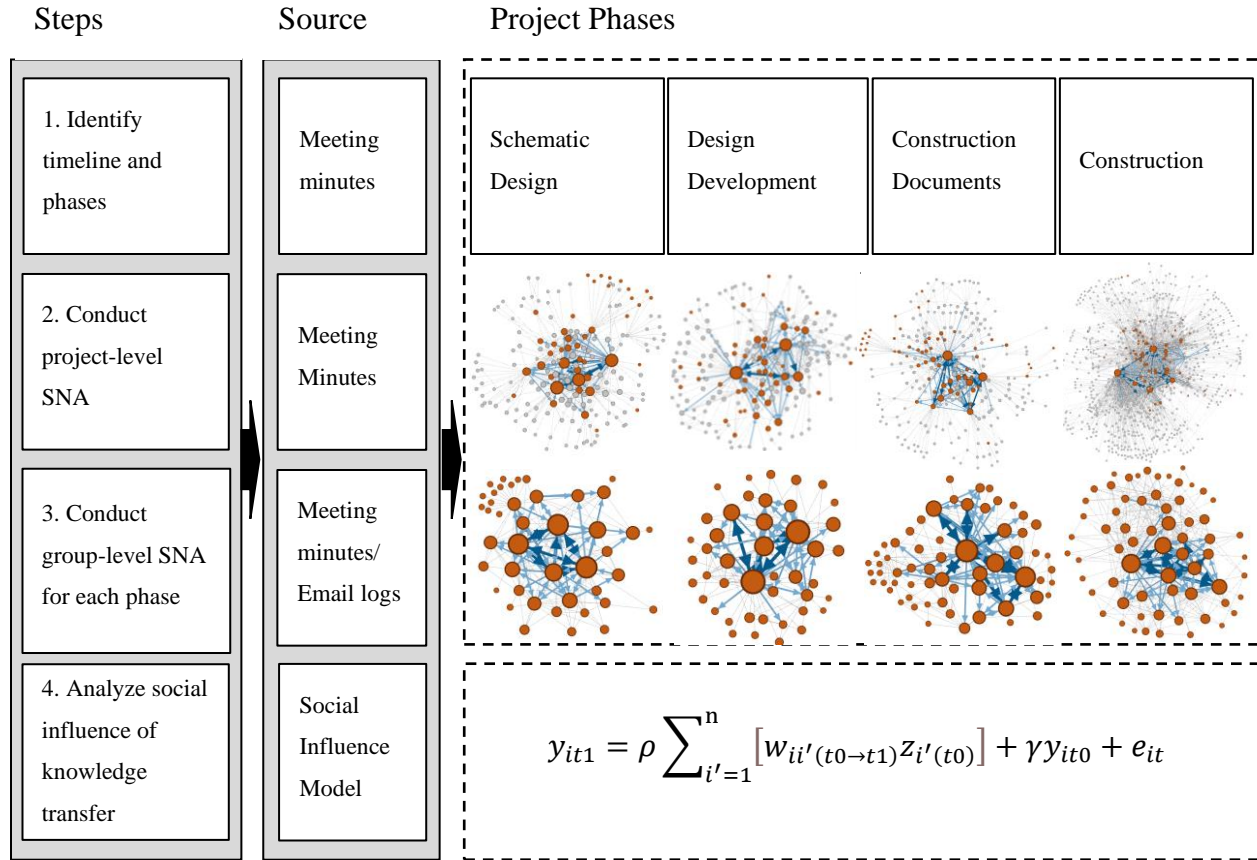 Steps
Source
Project Phases
1. Identify
timeline and
phases
Meeting
minutes
Schematic
Design
Design
Development
Construction
Documents
Construction
2. Conduct
project-level
SNA
Meeting
Minutes
3. Conduct
group-level SNA
for each phase
Meeting
minutes/
Email logs
4. Analyze social
influence of
knowledge
transfer
Social
Influence
Model
y_{it1} = ρ ∑_{i'=1}^{n} [w_{ii'(t0→t1)} z_{i'(t0)}] + γy_{it0} + e_{it}